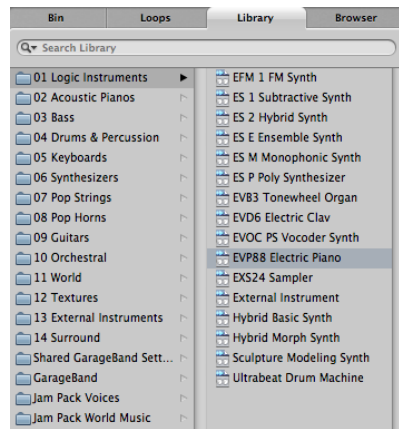 Bin
Loops
Library
Browser
Search Library
01 Logic Instruments
02 Acoustic Pianos
03 Bass
04 Drums & Percussion
05 Keyboards
06 Synthesizers
07 Pop Strings
08 Pop Horns
09 Guitars
10 Orchestral
11 World
12 Textures
13 External Instruments
14 Surround
Shared GarageBand Sett...
GarageBand
Jam Pack Voices
Jam Pack World Music
EFM 1 FM Synth
ES 1 Subtractive Synth
ES 2 Hybrid Synth
ES E Ensemble Synth
ES M Monophonic Synth
ES P Poly Synthesizer
EVB3 Tonewheel Organ
EVD6 Electric Clav
EVOC PS Vocoder Synth
EVP88 Electric Piano
EXS24 Sampler
External Instrument
Hybrid Basic Synth
Hybrid Morph Synth
Sculpture Modeling Synth
Ultrabeat Drum Machine